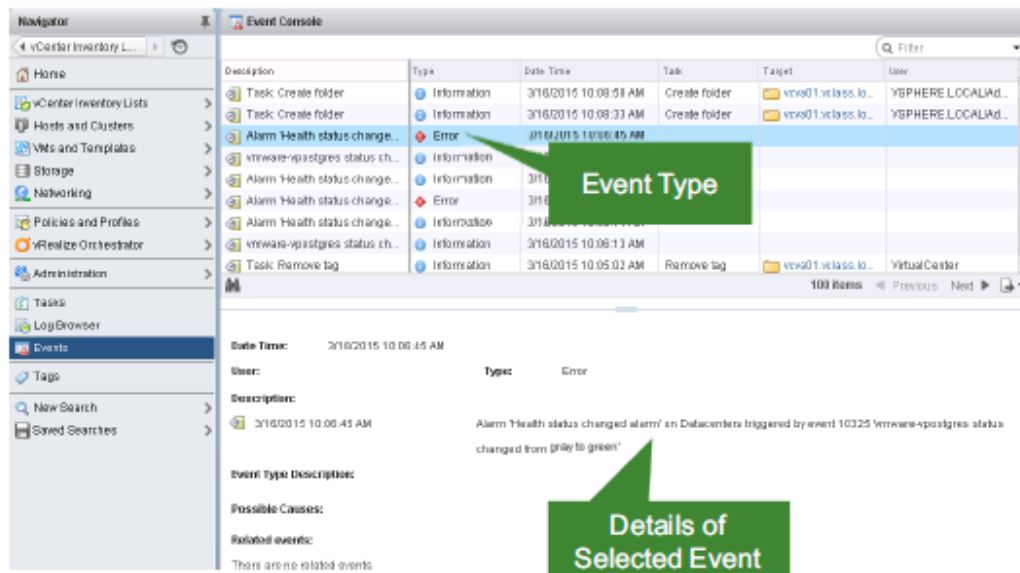 Navigator
Event Console
vCenter Inventory L...
Filter
Home
vCenter Inventory Lists
Hosts and Clusters
VMs and Templates
Storage
Networking
Policies and Profiles
vRealize Orchestrator
Administration
Tasks
Log Browser
Events
Tags
New Search
Saved Searches
Description Type Date Time Task Target User
Task: Create folder Information 3/16/2015 10:08:58 AM Create folder vcva01.vclass.lo... VSPHERE.LOCAL\Ad...
Task: Create folder Information 3/16/2015 10:08:33 AM Create folder vcva01.vclass.lo... VSPHERE.LOCAL\Ad...
Alarm 'Health status change... Error 3/16/2015 10:06:45 AM
vmware-vpostgres status ch... Information
Alarm 'Health status change... Information
Alarm 'Health status change... Error
Alarm 'Health status change... Information
vmware-vpostgres status ch... Information 3/16/2015 10:06:13 AM
Task: Remove tag Information 3/16/2015 10:05:02 AM Remove tag vcva01.vclass.lo... VirtualCenter
Event Type
100 items Previous Next
Date Time: 3/16/2015 10:06:45 AM
User: Type: Error
Description:
3/16/2015 10:06:45 AM Alarm 'Health status changed alarm' on Datacenters triggered by event 10325 'vmware-vpostgres status
changed from gray to green'
Event Type Description:
Possible Causes:
Related events:
There are no related events.
Details of
Selected Event